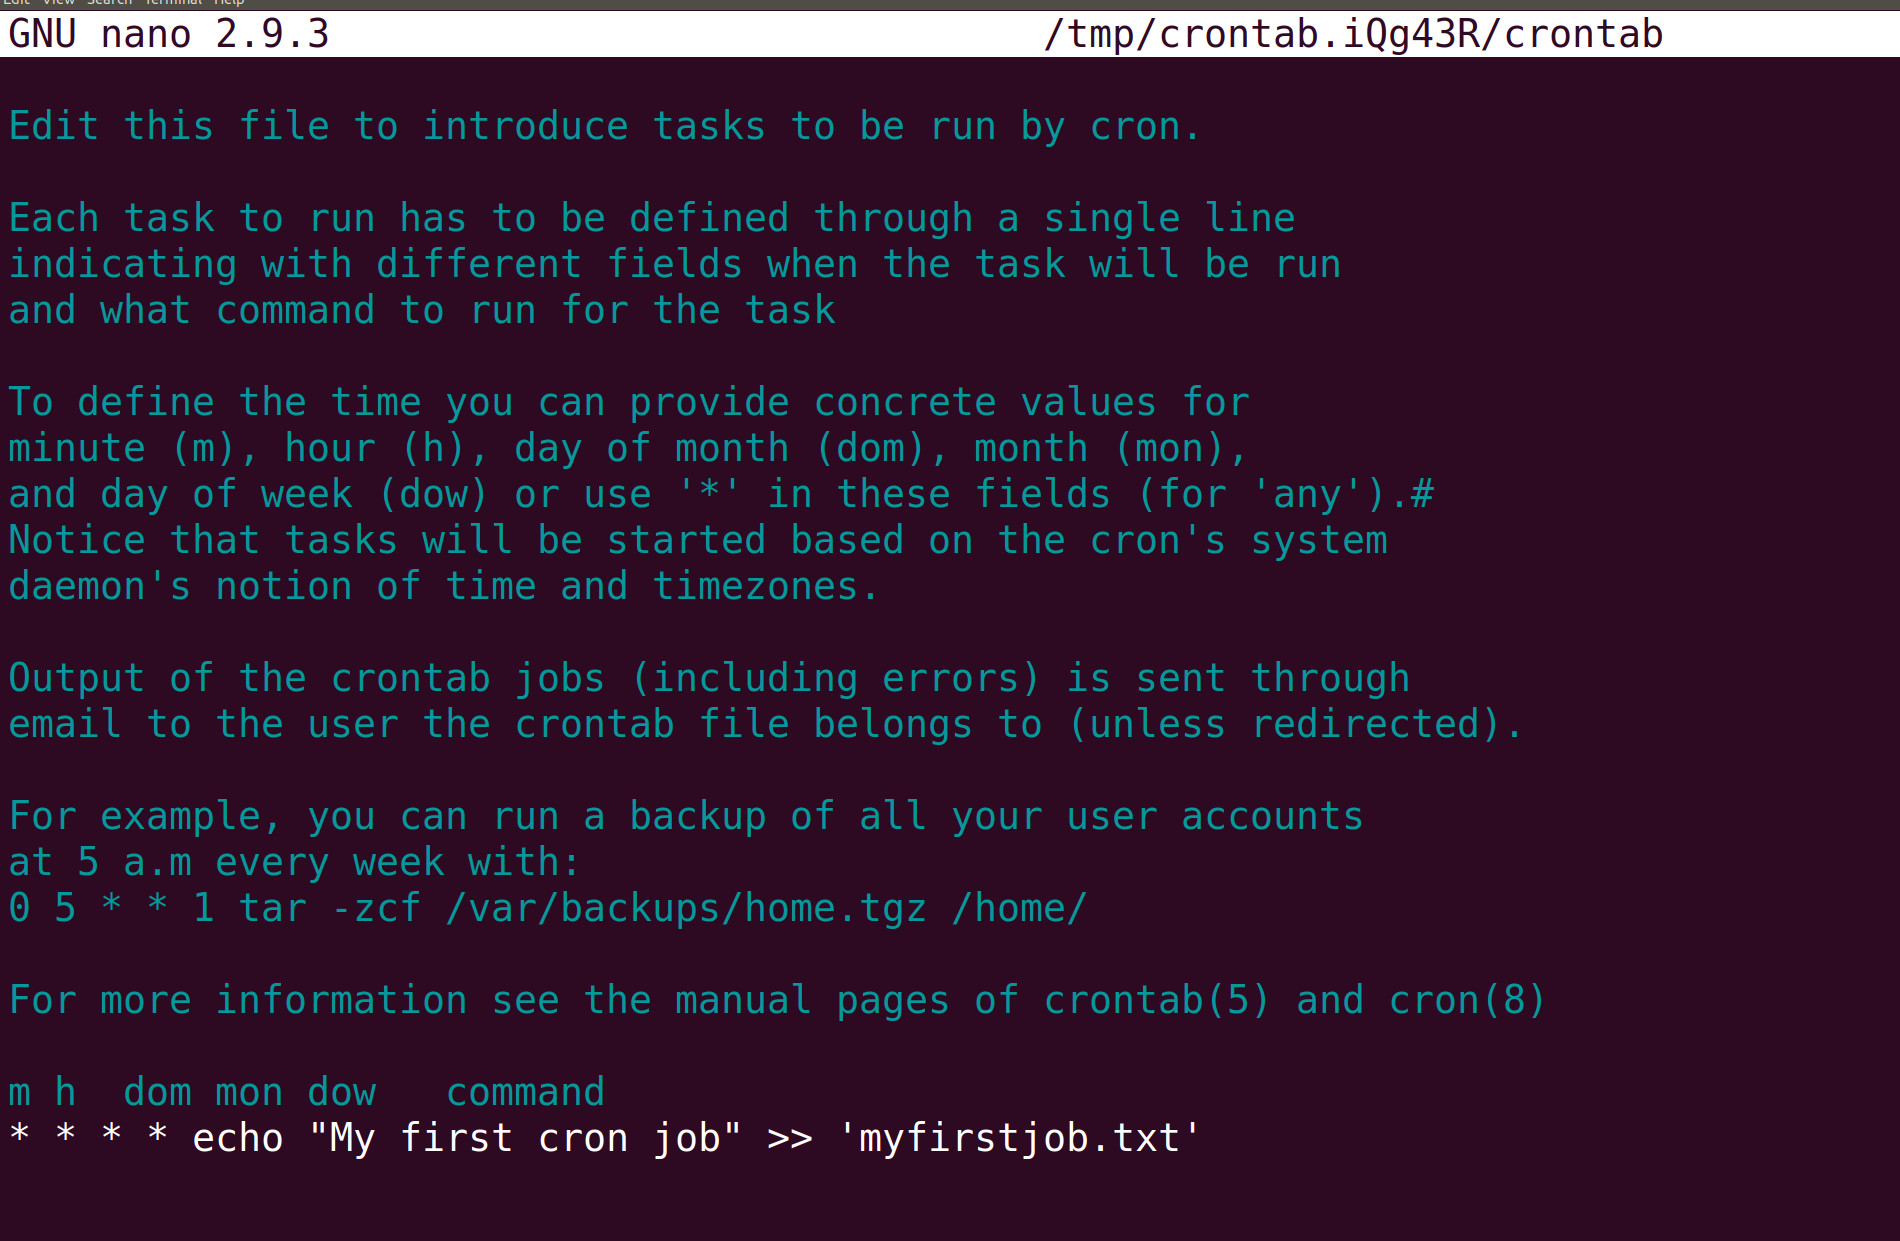 Edit View Search Terminal Help
GNU nano 2.9.3 /tmp/crontab.iQg43R/crontab
Edit this file to introduce tasks to be run by cron.
Each task to run has to be defined through a single line
indicating with different fields when the task will be run
and what command to run for the task
To define the time you can provide concrete values for
minute (m), hour (h), day of month (dom), month (mon),
and day of week (dow) or use '*' in these fields (for 'any').#
Notice that tasks will be started based on the cron's system
daemon's notion of time and timezones.
Output of the crontab jobs (including errors) is sent through
email to the user the crontab file belongs to (unless redirected).
For example, you can run a backup of all your user accounts
at 5 a.m every week with:
0 5 * * 1 tar -zcf /var/backups/home.tgz /home/
For more information see the manual pages of crontab(5) and cron(8)
m h  dom mon dow   command
* * * * echo "My first cron job" >> 'myfirstjob.txt'